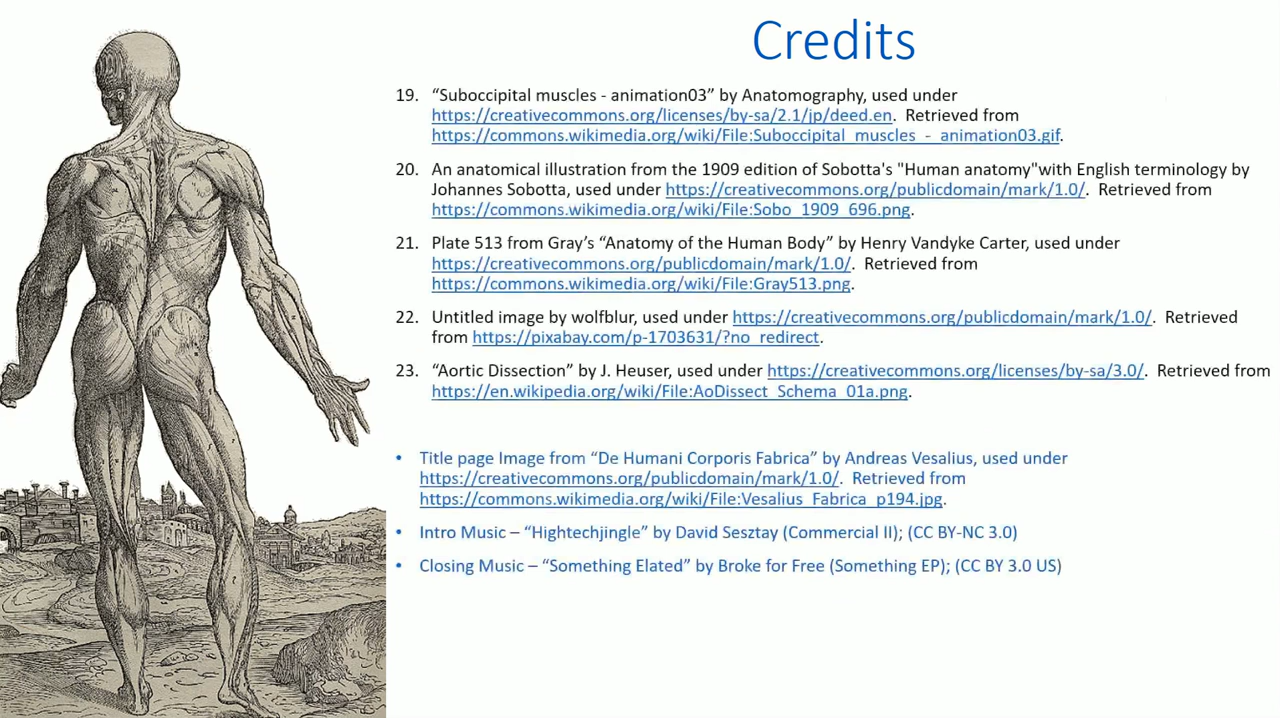 Credits
19. “Suboccipital muscles - animation03” by Anatomography, used under
https://creativecommons.org/licenses/by-sa/2.1/jp/deed.en. Retrieved from
https://commons.wikimedia.org/wiki/File:Suboccipital_muscles_-_animation03.gif.
20. An anatomical illustration from the 1909 edition of Sobotta's "Human anatomy"with English terminology by
Johannes Sobotta, used under https://creativecommons.org/publicdomain/mark/1.0/. Retrieved from
https://commons.wikimedia.org/wiki/File:Sobo_1909_696.png.
21. Plate 513 from Gray’s “Anatomy of the Human Body” by Henry Vandyke Carter, used under
https://creativecommons.org/publicdomain/mark/1.0/. Retrieved from
https://commons.wikimedia.org/wiki/File:Gray513.png.
22. Untitled image by wolfblur, used under https://creativecommons.org/publicdomain/mark/1.0/. Retrieved
from https://pixabay.com/p-1703631/?no_redirect.
23. “Aortic Dissection” by J. Heuser, used under https://creativecommons.org/licenses/by-sa/3.0/. Retrieved from
https://en.wikipedia.org/wiki/File:AoDissect_Schema_01a.png.
• Title page Image from “De Humani Corporis Fabrica” by Andreas Vesalius, used under
https://creativecommons.org/publicdomain/mark/1.0/. Retrieved from
https://commons.wikimedia.org/wiki/File:Vesalius_Fabrica_p194.jpg.
• Intro Music – “Hightechjingle” by David Sesztay (Commercial II); (CC BY-NC 3.0)
• Closing Music – “Something Elated” by Broke for Free (Something EP); (CC BY 3.0 US)